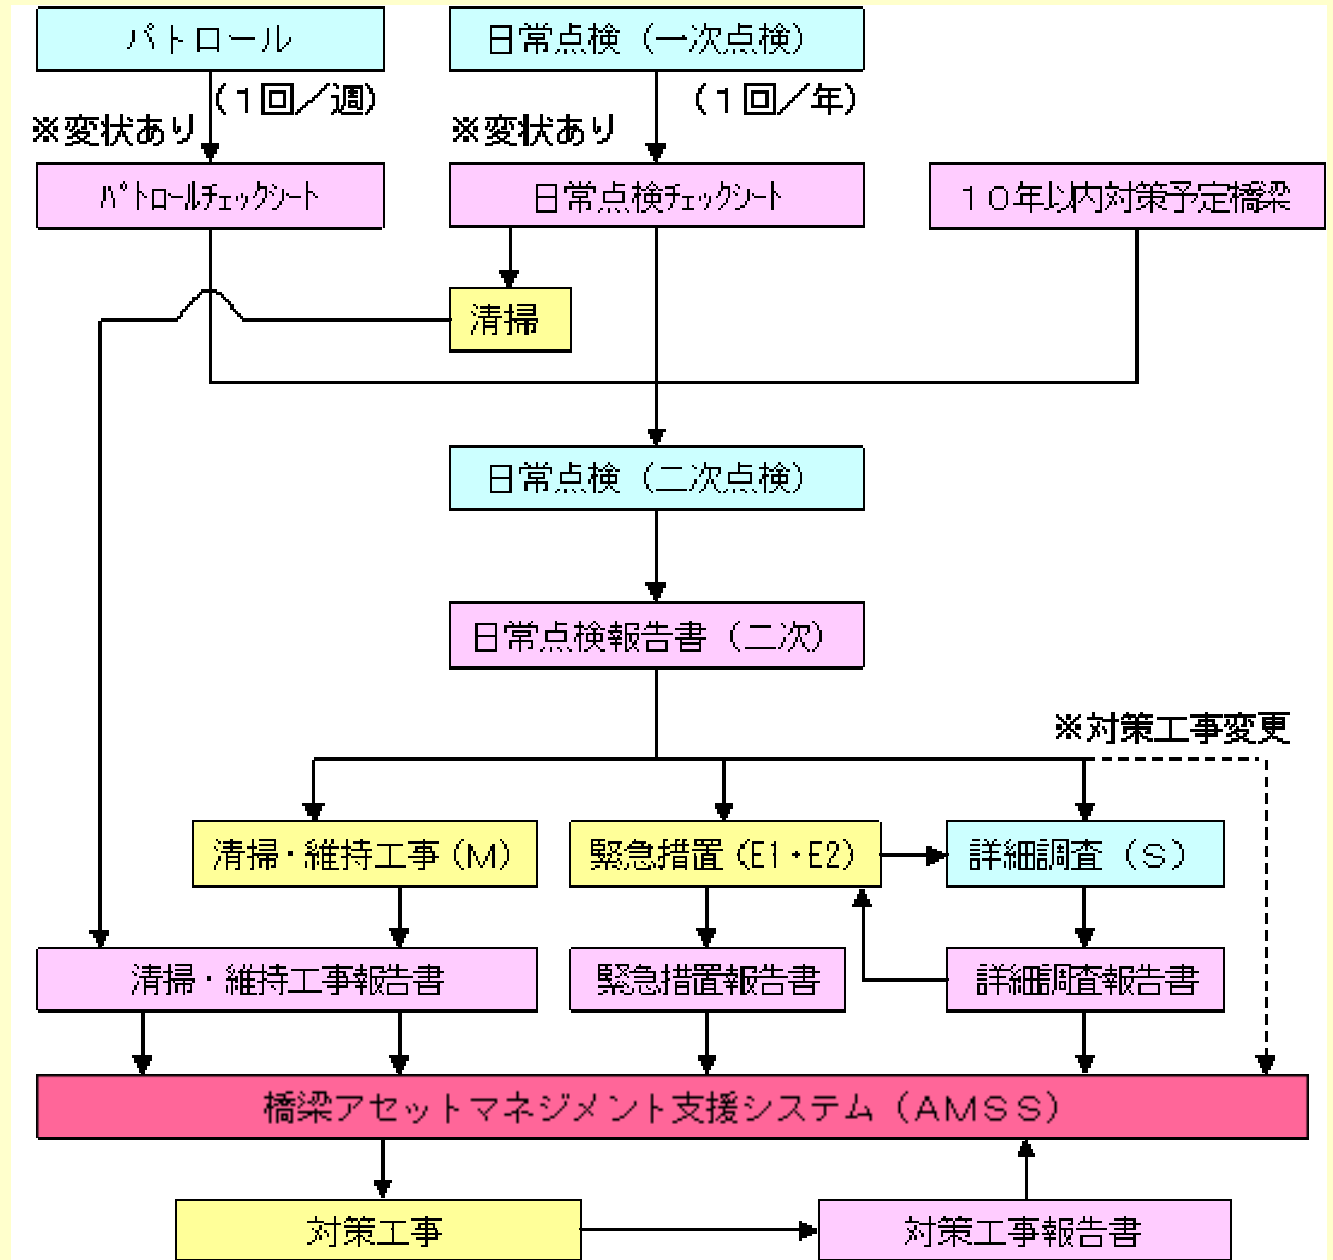 パトロール
日常点検（一次点検）
（１回／週）
（１回／年）
※変状あり
※変状あり
ﾊﾟﾄﾛｰﾙﾁｪｯｸｼｰﾄ
日常点検ﾁｪｯｸｼｰﾄ
１０年以内対策予定橋梁
清掃
日常点検（二次点検）
日常点検報告書（二次）
※対策工事変更
清掃・維持工事（Ｍ）
緊急措置（E1・E2）
詳細調査（Ｓ）
清掃・維持工事報告書
緊急措置報告書
詳細調査報告書
橋梁アセットマネジメント支援システム（ＡＭＳＳ）
対策工事
対策工事報告書